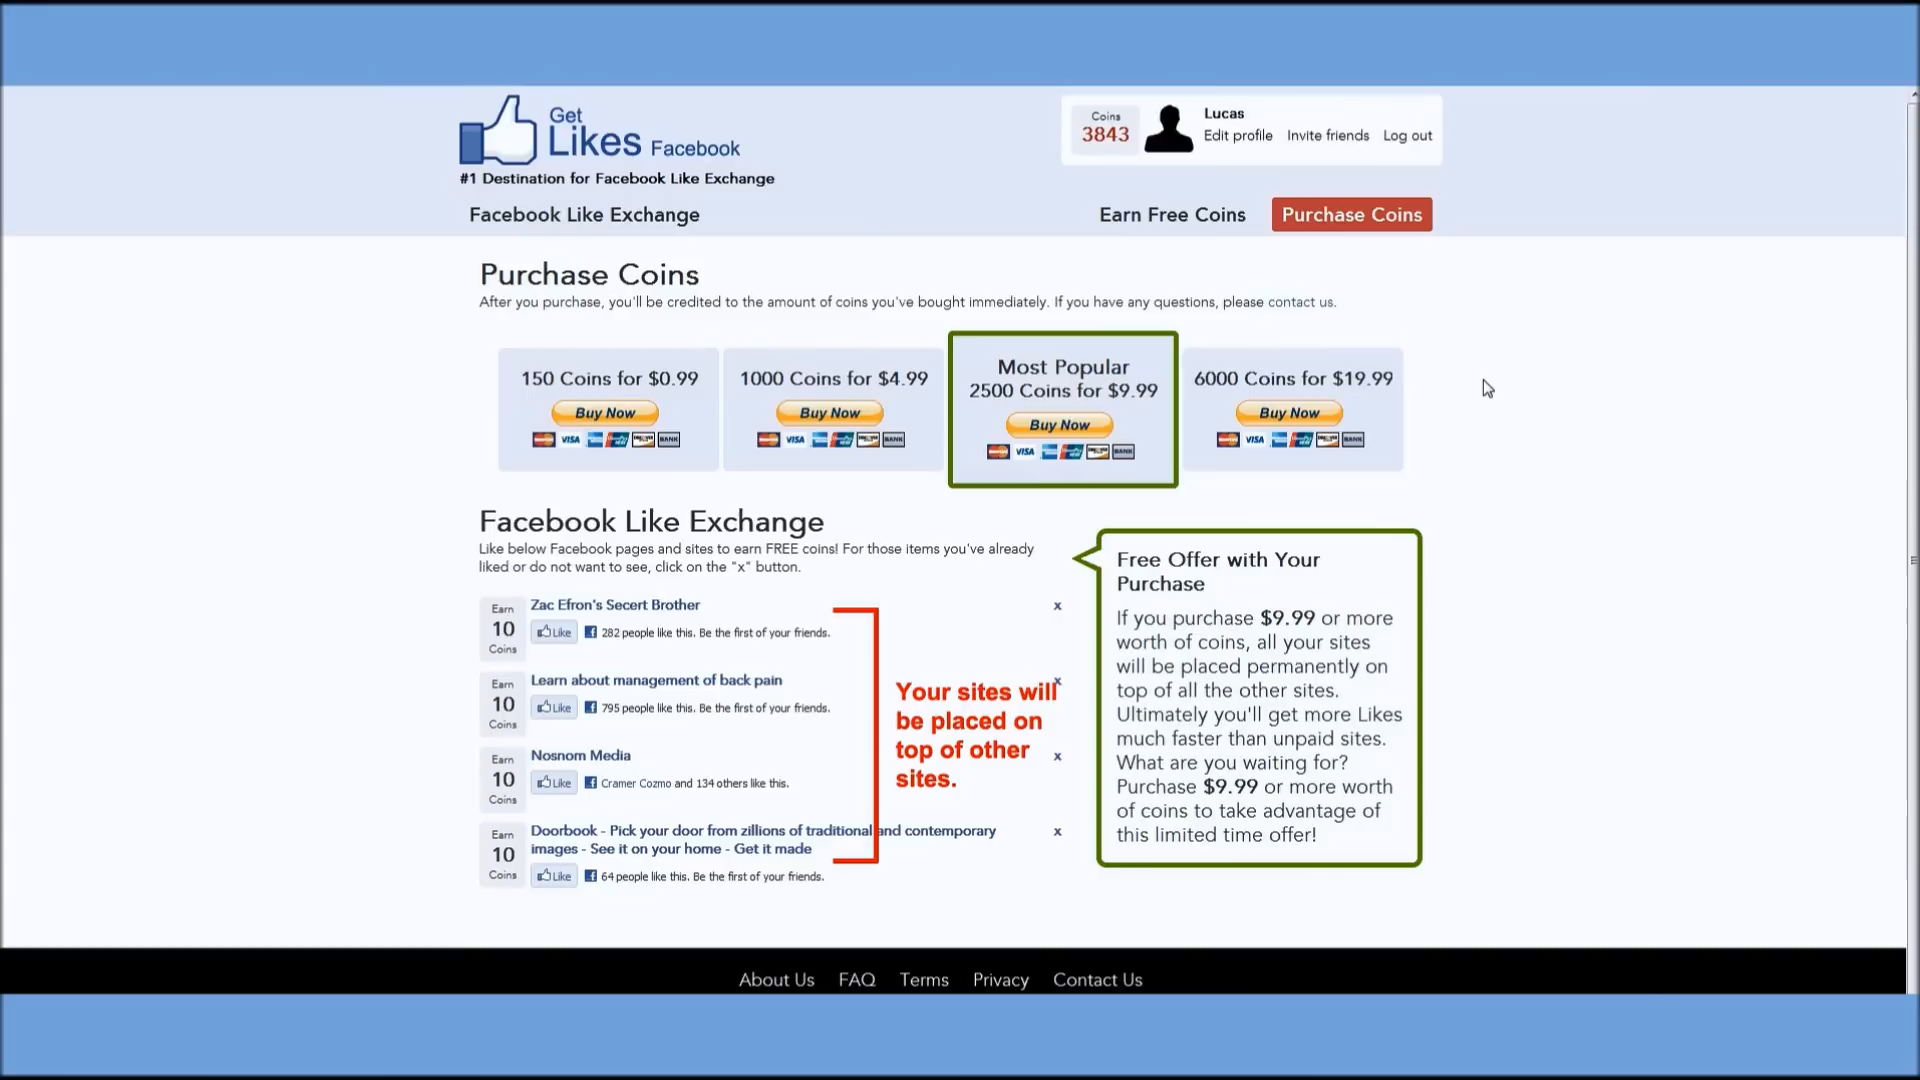 Get
Likes Facebook
#1 Destination for Facebook Like Exchange
Coins
3843
Lucas
Edit profile Invite friends Log out
Facebook Like Exchange
Earn Free Coins
Purchase Coins
Purchase Coins
After you purchase, you'll be credited to the amount of coins you've bought immediately. If you have any questions, please contact us.
150 Coins for $0.99
Buy Now
VISA
BANK
1000 Coins for $4.99
Buy Now
VISA
BANK
Most Popular
2500 Coins for $9.99
Buy Now
VISA
BANK
6000 Coins for $19.99
Buy Now
VISA
BANK
Facebook Like Exchange
Like below Facebook pages and sites to earn FREE coins! For those items you've already
liked or do not want to see, click on the "x" button.
Earn
10
Coins
Zac Efron's Secert Brother
x
Like
282 people like this. Be the first of your friends.
Earn
10
Coins
Learn about management of back pain
x
Like
795 people like this. Be the first of your friends.
Earn
10
Coins
Nosnom Media
x
Like
Cramer Cozmo and 134 others like this.
Earn
10
Coins
Doorbook - Pick your door from zillions of traditional and contemporary
images - See it on your home - Get it made
x
Like
64 people like this. Be the first of your friends.
Your sites will
be placed on
top of other
sites.
Free Offer with Your
Purchase
If you purchase $9.99 or more
worth of coins, all your sites
will be placed permanently on
top of all the other sites.
Ultimately you'll get more Likes
much faster than unpaid sites.
What are you waiting for?
Purchase $9.99 or more worth
of coins to take advantage of
this limited time offer!
About Us FAQ Terms Privacy Contact Us